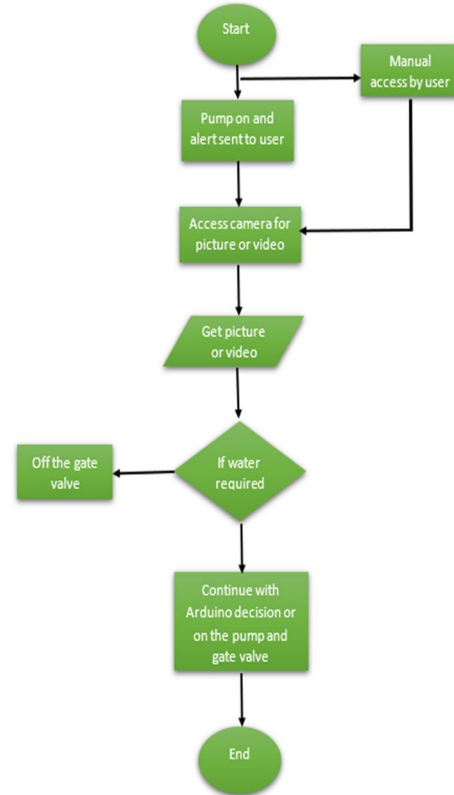 Start
Manual
access by user
Pump on and
alert sent to user
Access camera for
picture or video
Get picture
or video
If water
required
Off the gate
valve
Continue with
Arduino decision or
on the pump and
gate valve
End